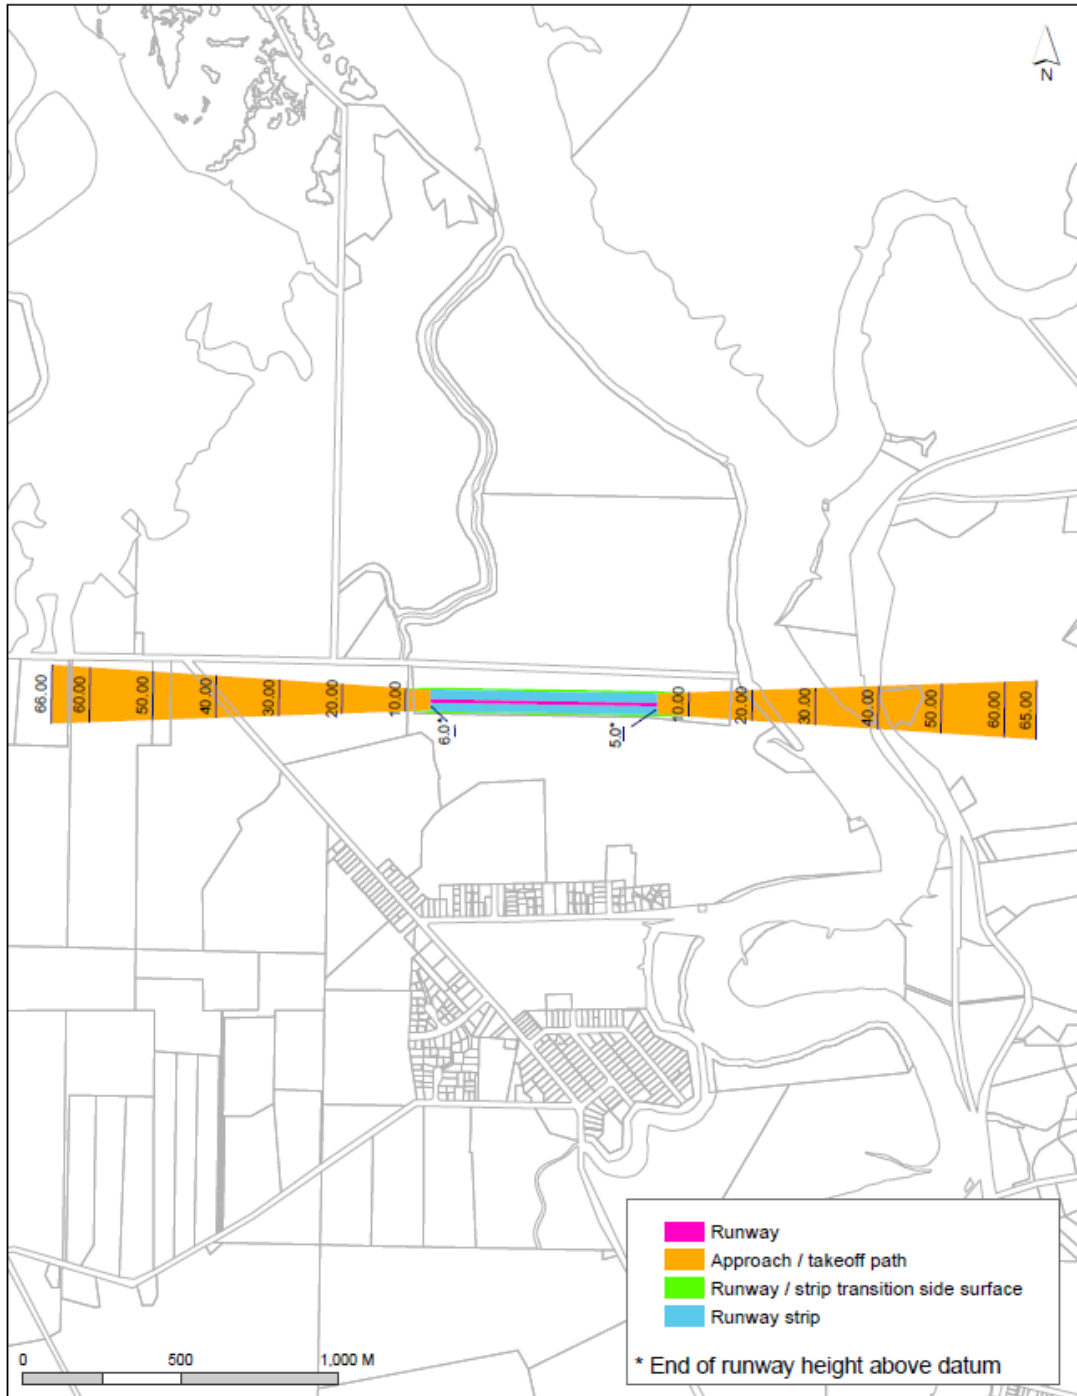 N
66.00
60.00
50.00
40.00
30.00
20.00
10.00
6.0*
5.0*
10.00
20.00
30.00
40.00
50.00
60.00
65.00
Runway
Approach / takeoff path
Runway / strip transition side surface
Runway strip
* End of runway height above datum
0 500 1,000 M